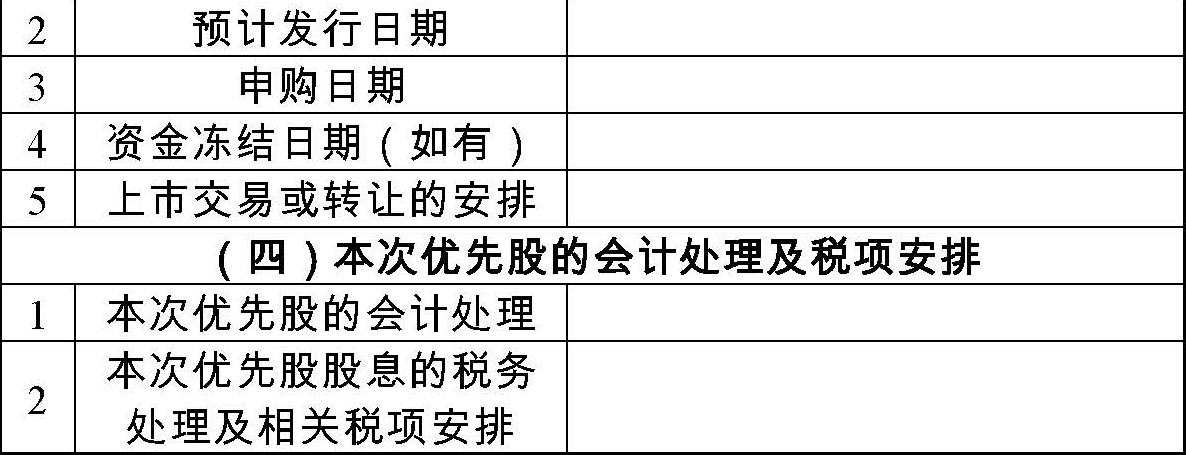 2 预计发行日期
3 申购日期
4 资金冻结日期（如有）
5 上市交易或转让的安排
（四）本次优先股的会计处理及税项安排
1 本次优先股的会计处理
2 本次优先股股息的税务
处理及相关税项安排